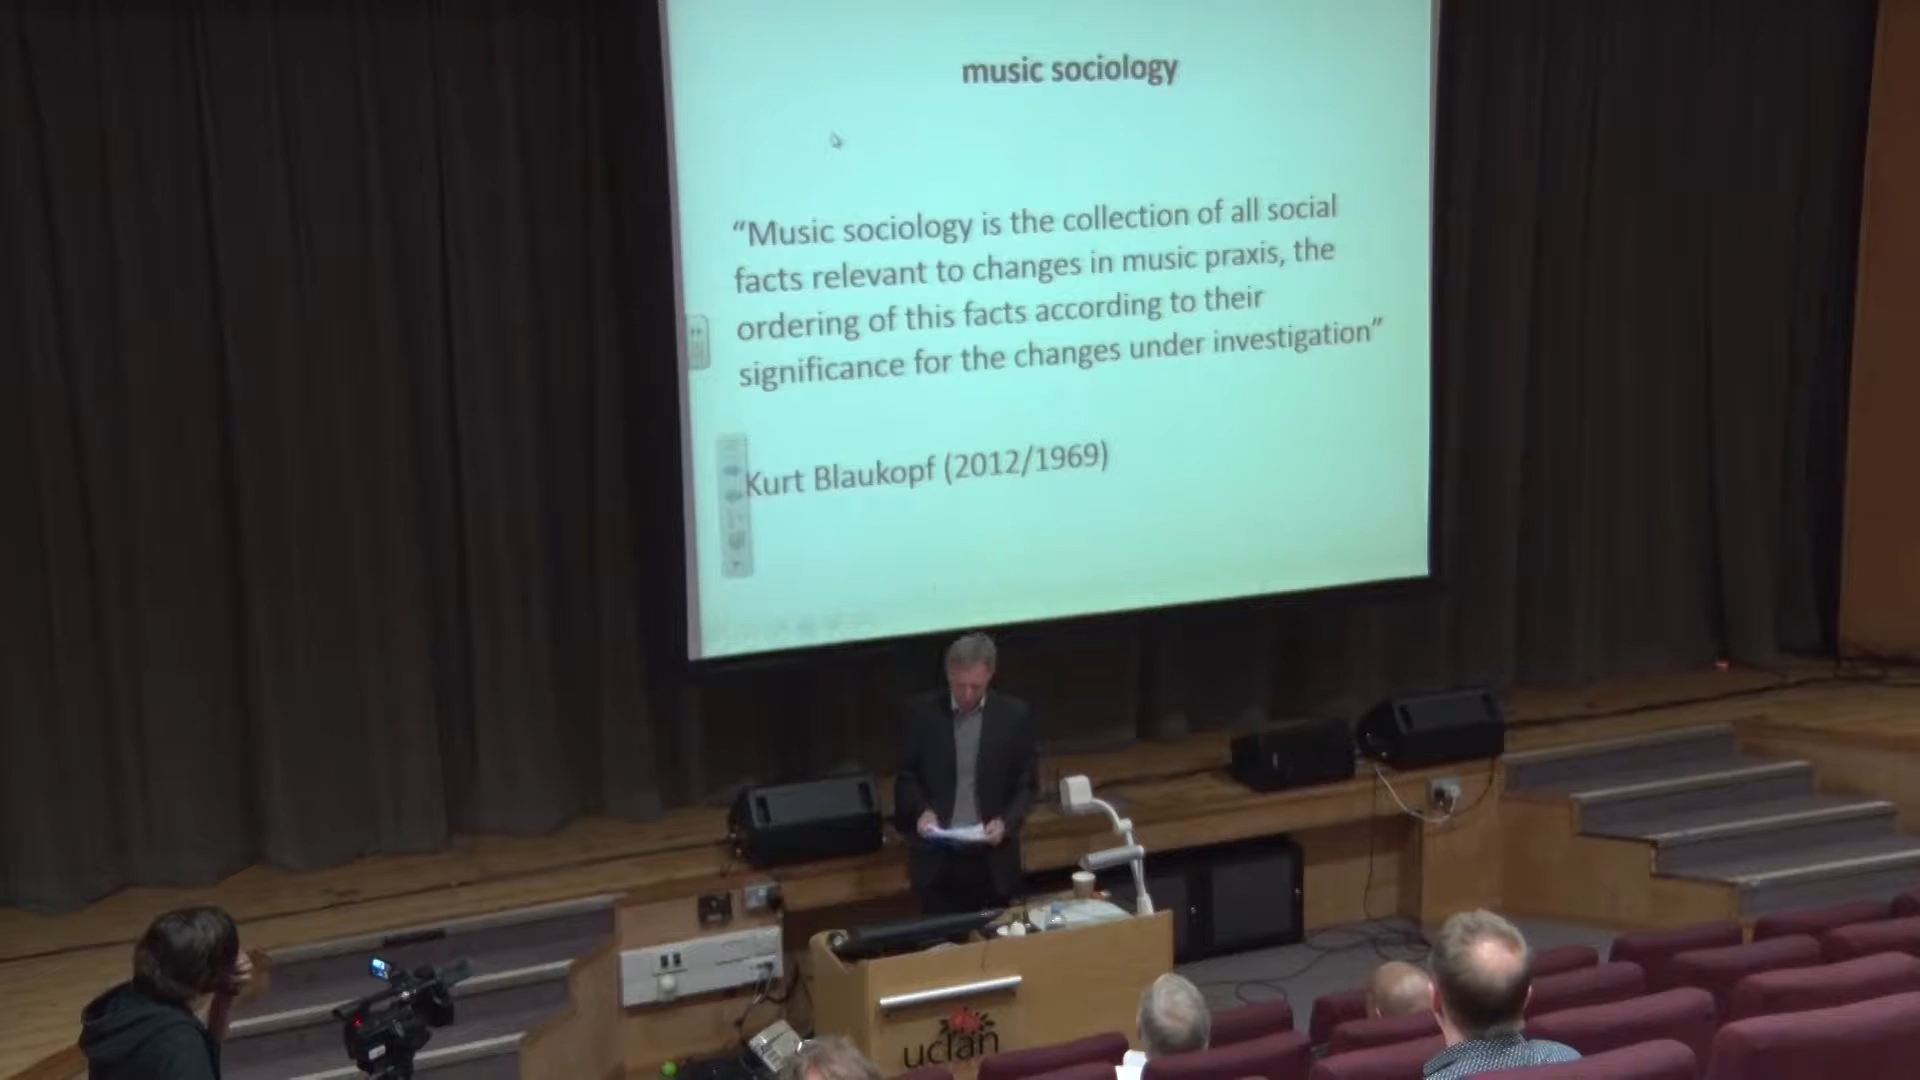 music sociology
“Music sociology is the collection of all social
facts relevant to changes in music praxis, the
ordering of this facts according to their
significance for the changes under investigation”
Kurt Blaukopf (2012/1969)
uclan